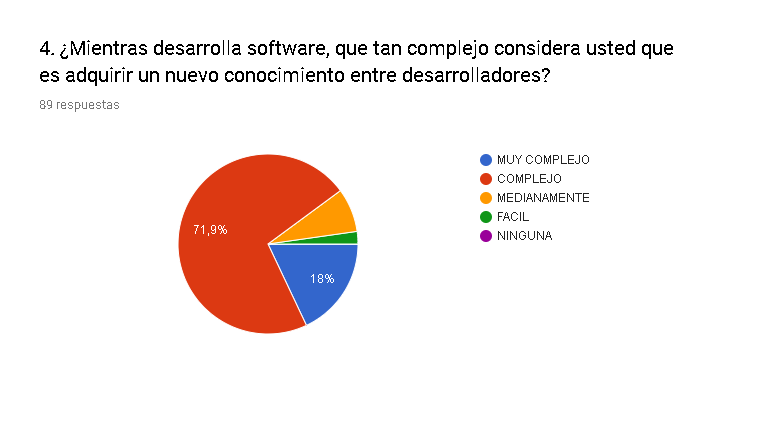 4. ¿Mientras desarrolla software, que tan complejo considera usted que
es adquirir un nuevo conocimiento entre desarrolladores?
89 respuestas
MUY COMPLEJO
COMPLEJO
MEDIANAMENTE
FACIL
NINGUNA
71,9%
18%